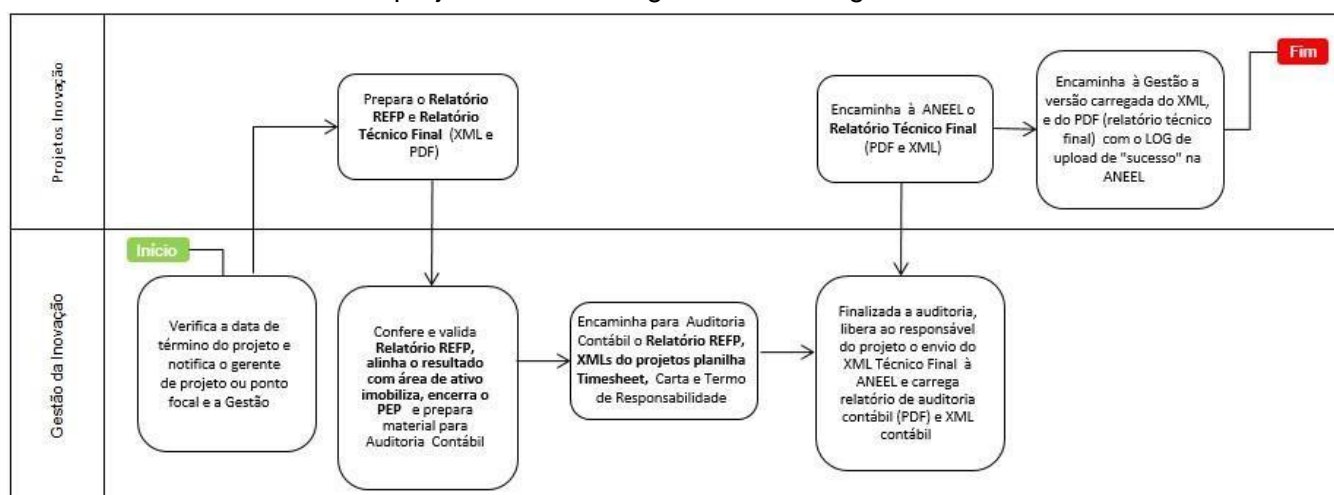 Projetos Inovação
Prepara o Relatório
REFP e Relatório
Técnico Final (XML e
PDF)
Encaminha à ANEEL o
Relatório Técnico Final
(PDF e XML)
Encaminha à Gestão a
versão carregada do XML,
e do PDF (relatório técnico
final) com o LOG de
upload de "sucesso" na
ANEEL
Fim
Gestão da Inovação
Início
Verifica a data de
término do projeto e
notifica o gerente
de projeto ou ponto
focal e a Gestão
Confere e valida
Relatório REFP,
alinha o resultado
com área de ativo
imobiliza, encerra o
PEP e prepara
material para
Auditoria Contábil
Encaminha para Auditoria
Contábil o Relatório REFP,
XMLs do projetos planilha
Timesheet, Carta e Termo
de Responsabilidade
Finalizada a auditoria,
libera ao responsável
do projeto o envio do
XML Técnico Final à
ANEEL e carrega
relatório de auditoria
contábil (PDF) e XML
contábil